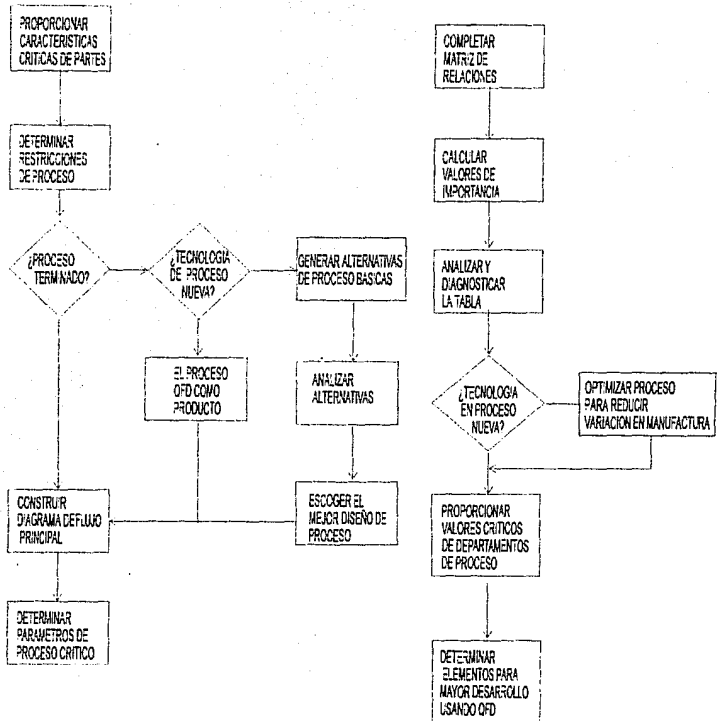 PROPORCIONAR
CARACTERISTICAS
CRITICAS DE PARTES
DETERMINAR
RESTRICCIONES
DE PROCESO
¿PROCESO
TERMINADO?
¿TECNOLOGIA
DE PROCESO
NUEVA?
GENERAR ALTERNATIVAS
DE PROCESO BASICAS
EL PROCESO
QFD COMO
PRODUCTO
ANALIZAR
ALTERNATIVAS
CONSTRUIR
DIAGRAMA DE FLUJO
PRINCIPAL
ESCOGER EL
MEJOR DISEÑO DE
PROCESO
DETERMINAR
PARAMETROS DE
PROCESO CRITICO
COMPLETAR
MATRIZ DE
RELACIONES
CALCULAR
VALORES DE
IMPORTANCIA
ANALIZAR Y
DIAGNOSTICAR
LA TABLA
¿TECNOLOGIA
EN PROCESO
NUEVA?
OPTIMIZAR PROCESO
PARA REDUCIR
VARIACION EN MANUFACTURA
PROPORCIONAR
VALORES CRITICOS
DE DEPARTAMENTOS
DE PROCESO
DETERMINAR
ELEMENTOS PARA
MAYOR DESARROLLO
USANDO QFD